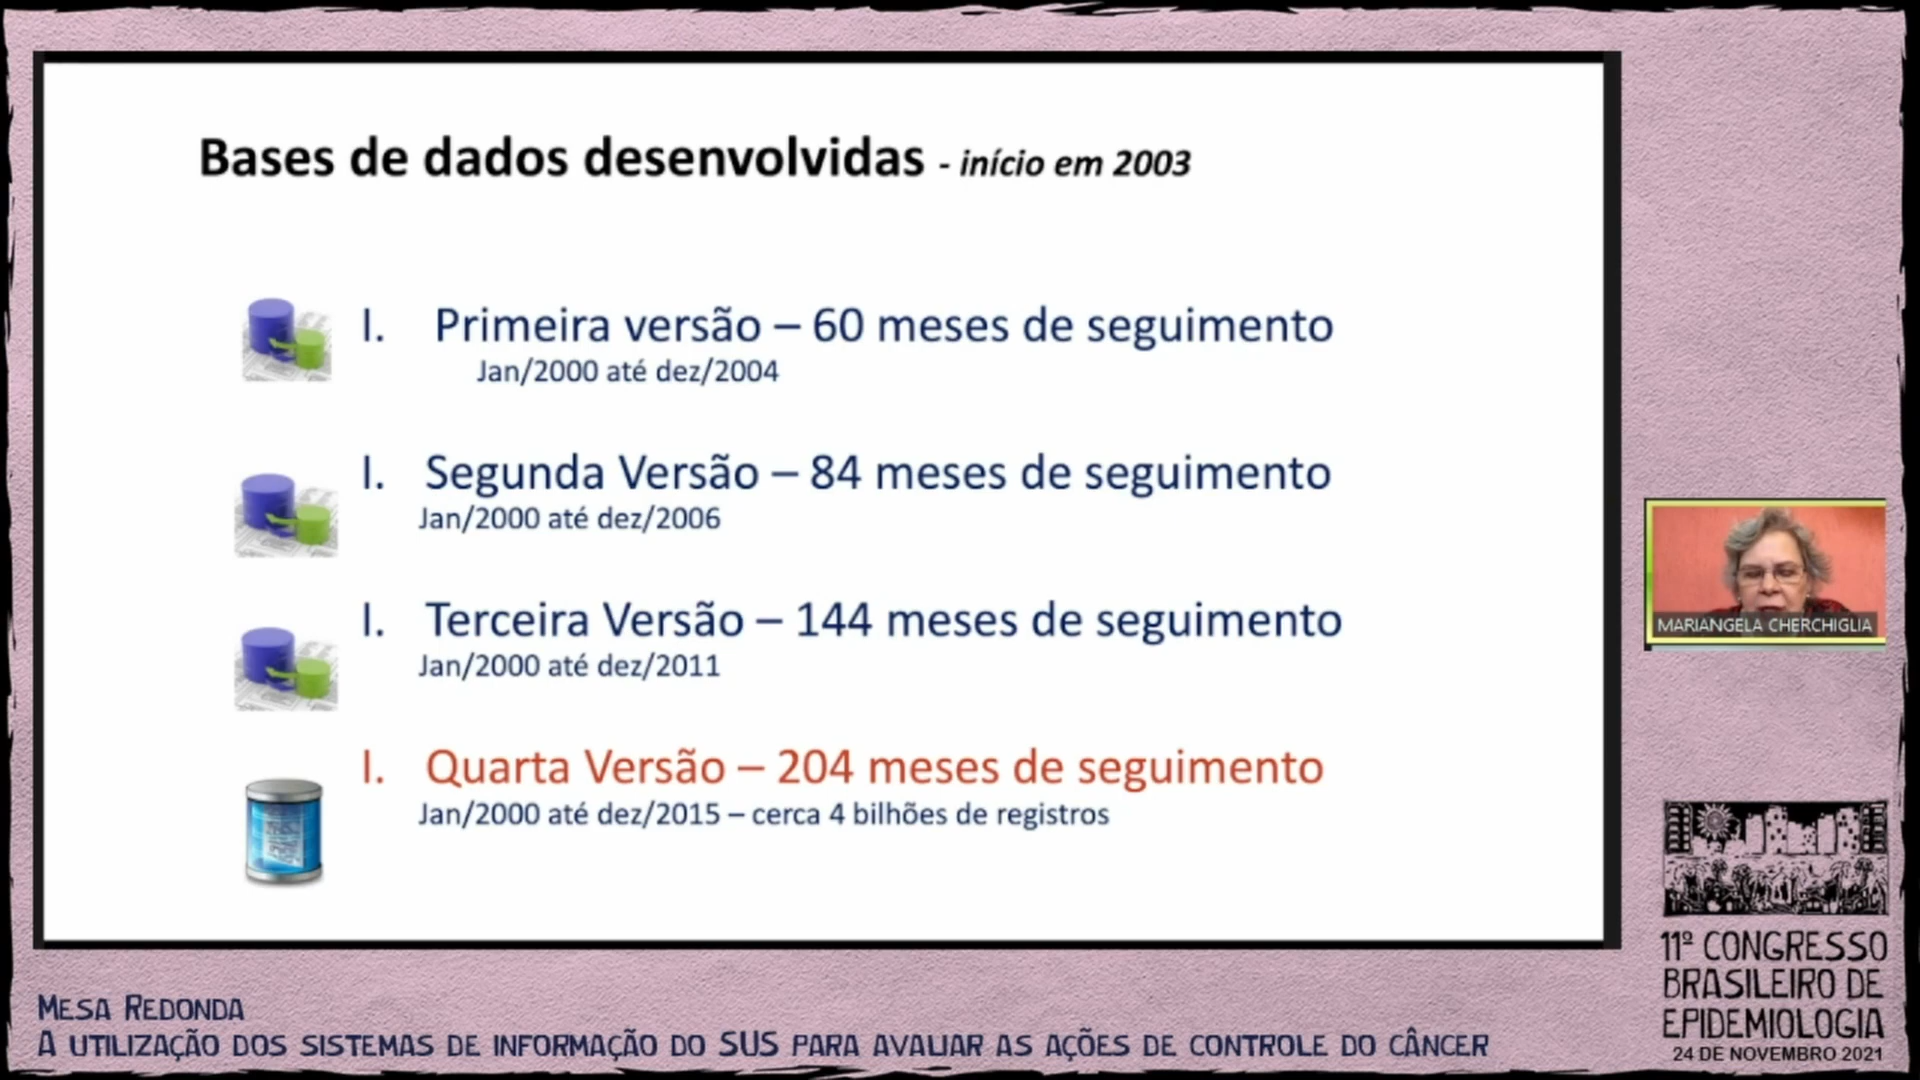 Bases de dados desenvolvidas - início em 2003
I. Primeira versão – 60 meses de seguimento
Jan/2000 até dez/2004
I. Segunda Versão – 84 meses de seguimento
Jan/2000 até dez/2006
I. Terceira Versão – 144 meses de seguimento
Jan/2000 até dez/2011
I. Quarta Versão – 204 meses de seguimento
Jan/2000 até dez/2015 – cerca 4 bilhões de registros
MARIANGELA CHERCHIGLIA
11º CONGRESSO
BRASILEIRO DE
EPIDEMIOLOGIA
24 DE NOVEMBRO 2021
MESA REDONDA
A UTILIZAÇÃO DOS SISTEMAS DE INFORMAÇÃO DO SUS PARA AVALIAR AS AÇÕES DE CONTROLE DO CÂNCER